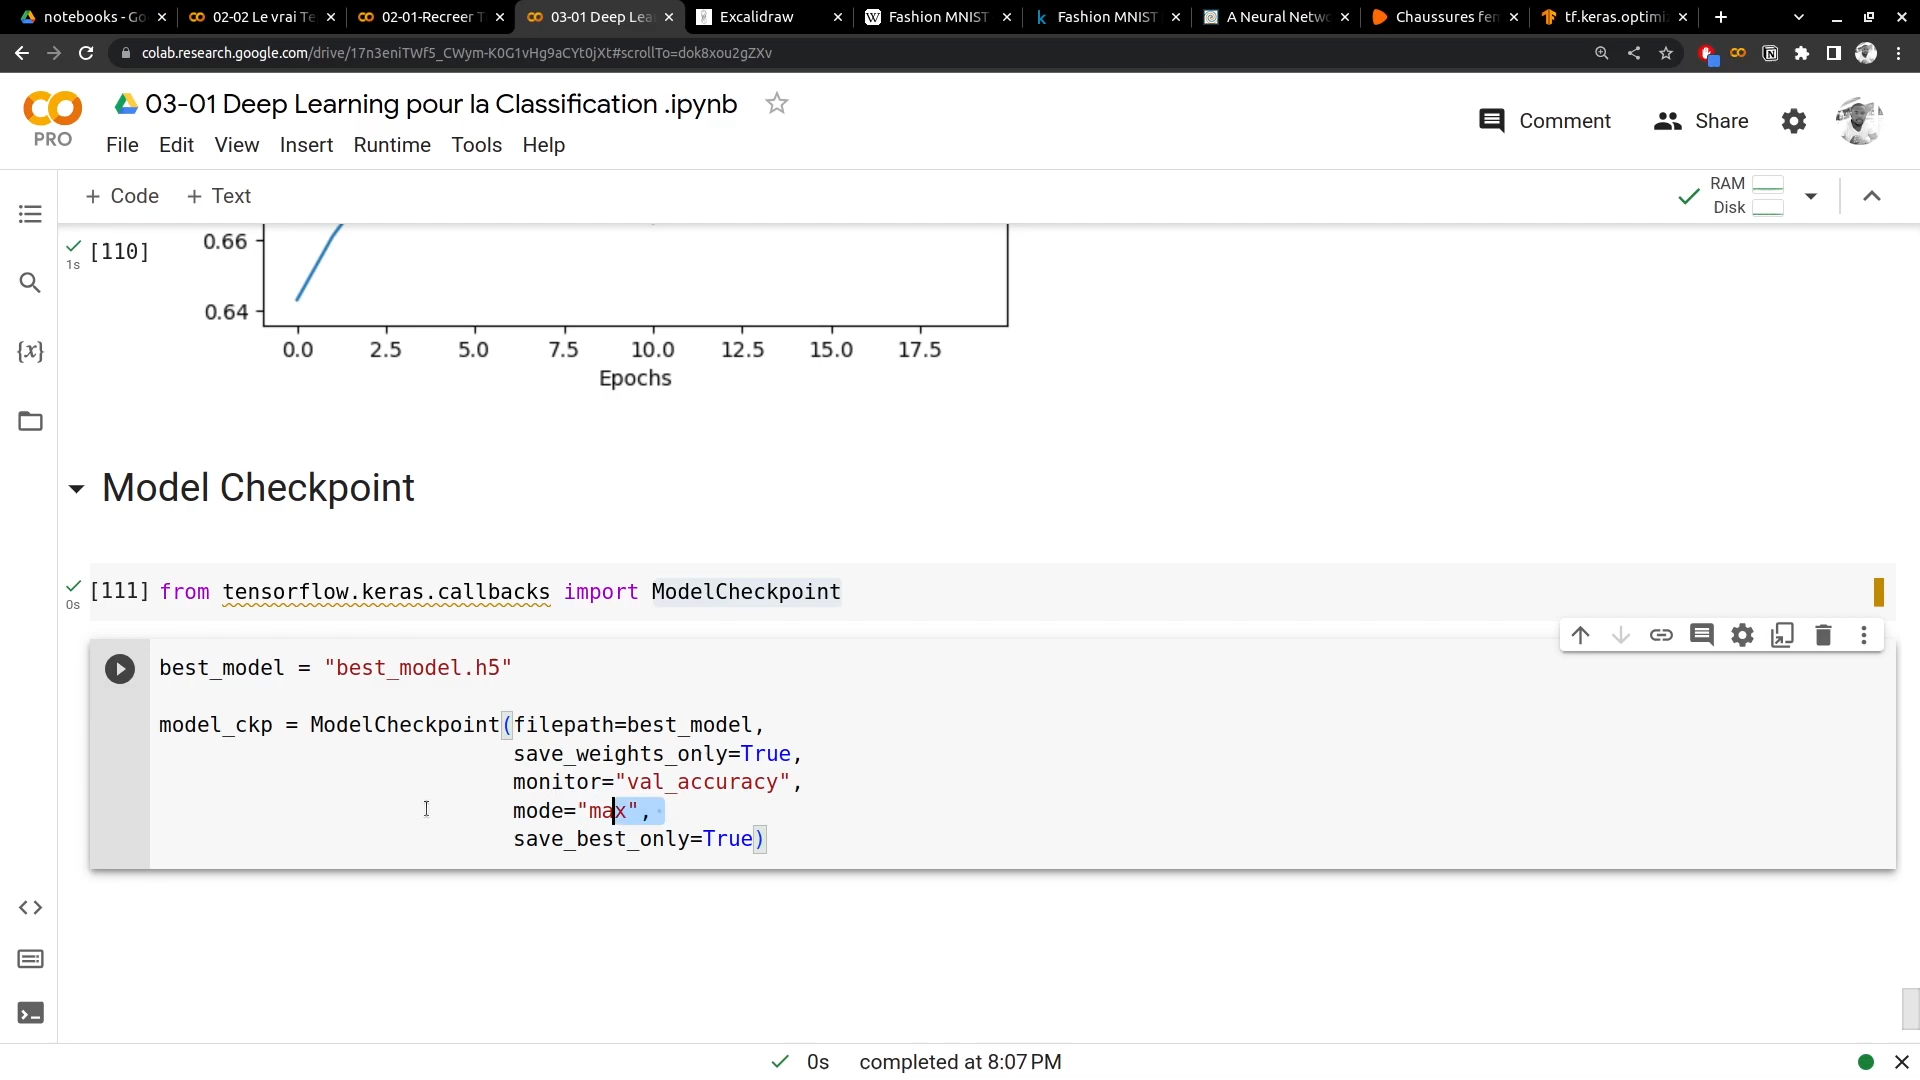 notebooks - Go
02-02 Le vrai Te
02-01-Recreer T
03-01 Deep Lea
Excalidraw
Fashion MNIST
Fashion MNIST
A Neural Netwo
Chaussures fem
tf.keras.optimi
colab.research.google.com/drive/17n3eniTWf5_CWym-K0G1vHg9aCYt0jXt#scrollTo=dok8xou2gZXv
PRO
03-01 Deep Learning pour la Classification .ipynb
File Edit View Insert Runtime Tools Help
Comment
Share
+ Code + Text
RAM
Disk
{x}
[110]
1s
0.66
0.64
0.0 2.5 5.0 7.5 10.0 12.5 15.0 17.5
Epochs
Model Checkpoint
[111] from tensorflow.keras.callbacks import ModelCheckpoint
0s
best_model = "best_model.h5"
model_ckp = ModelCheckpoint(filepath=best_model,
save_weights_only=True,
monitor="val_accuracy",
mode="max",
save_best_only=True)
0s completed at 8:07 PM